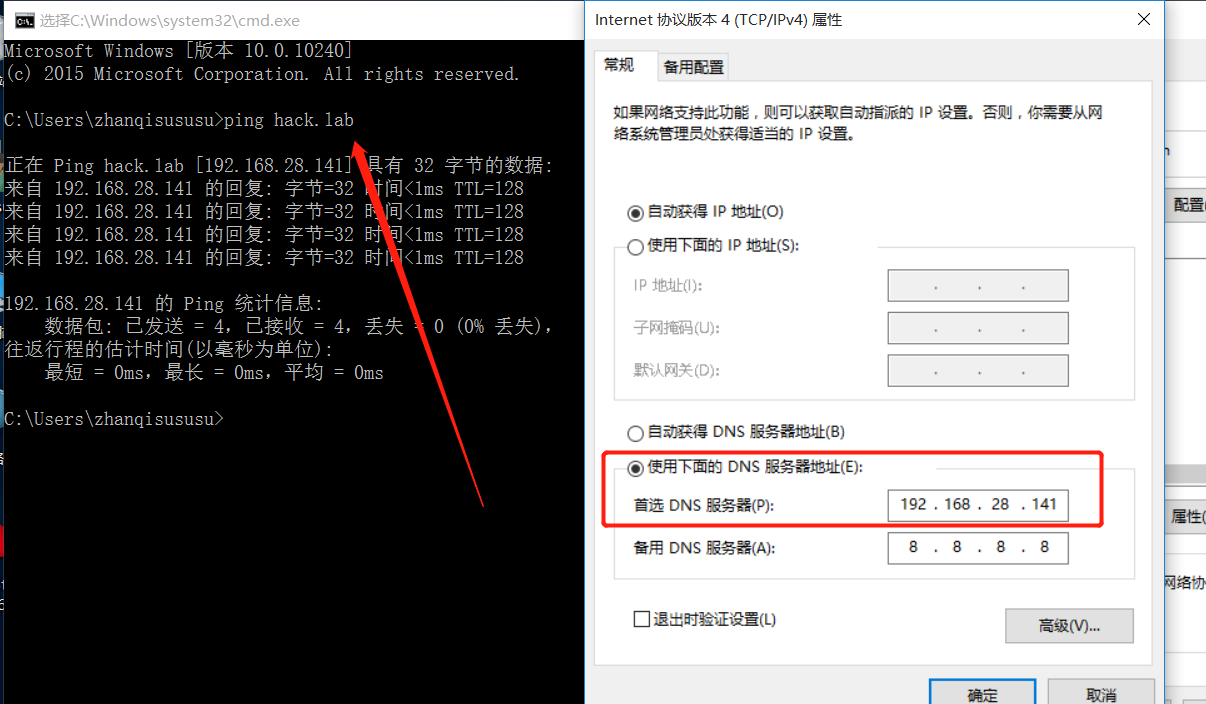 选择C:\Windows\system32\cmd.exe
Microsoft Windows [版本 10.0.10240]
(c) 2015 Microsoft Corporation. All rights reserved.
C:\Users\zhanqisususu>ping hack.lab
正在 Ping hack.lab [192.168.28.141] 具有 32 字节的数据:
来自 192.168.28.141 的回复: 字节=32 时间<1ms TTL=128
来自 192.168.28.141 的回复: 字节=32 时间<1ms TTL=128
来自 192.168.28.141 的回复: 字节=32 时间<1ms TTL=128
来自 192.168.28.141 的回复: 字节=32 时间<1ms TTL=128
192.168.28.141 的 Ping 统计信息:
数据包: 已发送 = 4，已接收 = 4，丢失 = 0 (0% 丢失)，
往返行程的估计时间(以毫秒为单位):
最短 = 0ms，最长 = 0ms，平均 = 0ms
C:\Users\zhanqisususu>
Internet 协议版本 4 (TCP/IPv4) 属性
常规
备用配置
如果网络支持此功能，则可以获取自动指派的 IP 设置。否则，你需要从网
络系统管理员处获得适当的 IP 设置。
自动获得 IP 地址(O)
使用下面的 IP 地址(S):
IP 地址(I):
子网掩码(U):
默认网关(D):
自动获得 DNS 服务器地址(B)
使用下面的 DNS 服务器地址(E):
首选 DNS 服务器(P):
192 . 168 . 28 . 141
备用 DNS 服务器(A):
8 . 8 . 8 . 8
退出时验证设置(L)
高级(V)...
确定
取消
配置(
属性(
网络协